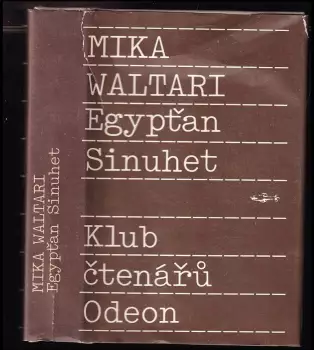 MIKA
WALTARI
Egypťan
Sinuhet
Klub
čtenářů
Odeon
MIKA WALTARI
Egypťan Sinuhet